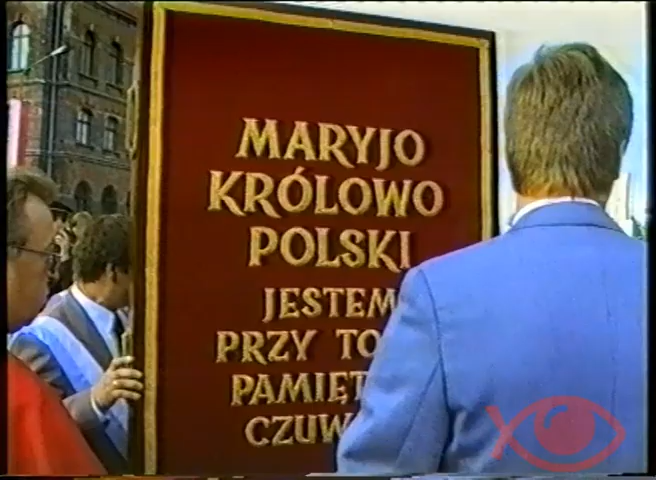 MARYJO
KRÓLOWO
POLSKI
JESTEM
PRZY TO
PAMIĘT
CZUW